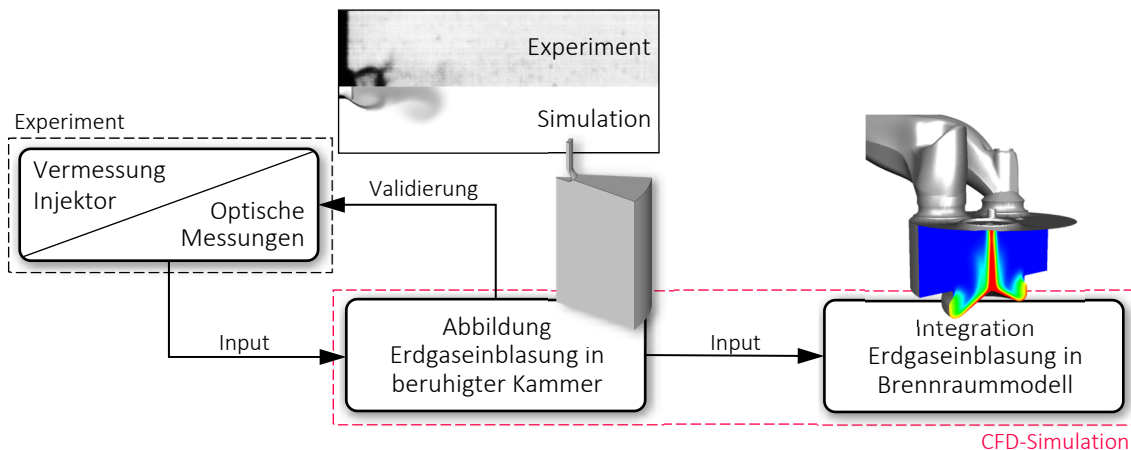 Experiment
Simulation
Experiment
Vermessung
Injektor
Optische
Messungen
Validierung
Input
Abbildung
Erdgaseinblasung in
beruhigter Kammer
Input
Integration
Erdgaseinblasung in
Brennraummodell
CFD-Simulation